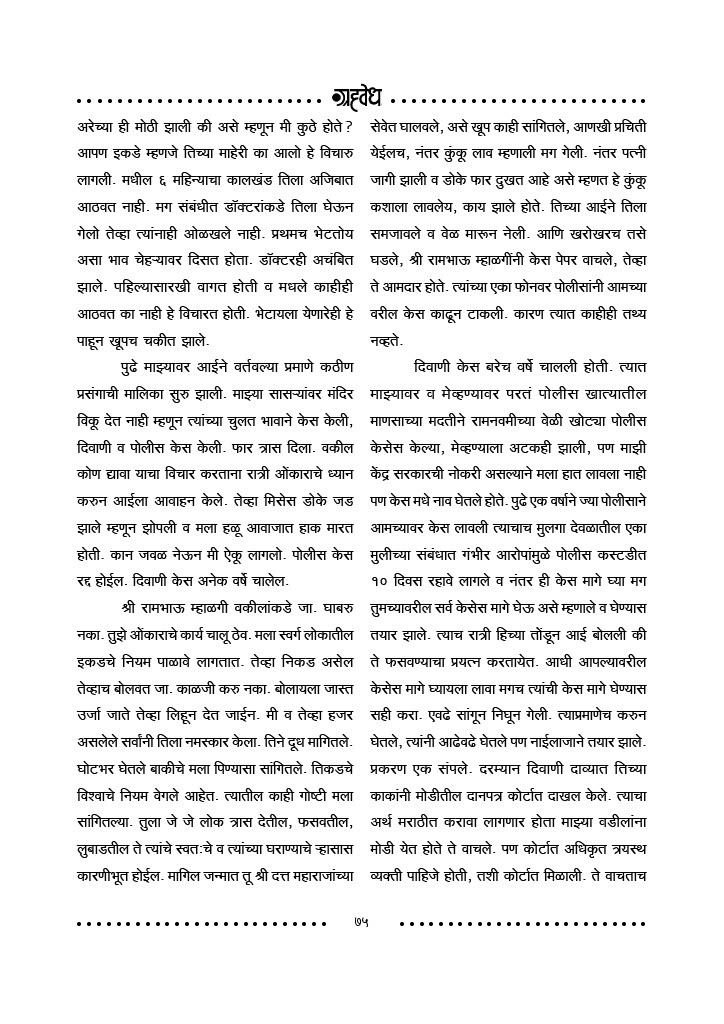 ग्रहवेध
अरेच्या ही मोठी झाली की असे म्हणून मी कुठे होते ?
आपण इकडे म्हणजे तिच्या माहेरी का आलो हे विचारु
लागली. मधील ६ महिन्याचा कालखंड तिला अजिबात
आठवत नाही. मग संबंधीत डॉक्टरांकडे तिला घेऊन
गेलो तेव्हा त्यांनाही ओळखले नाही. प्रथमच भेटतोय
असा भाव चेहऱ्यावर दिसत होता. डॉक्टरही अचंबित
झाले. पहिल्यासारखी वागत होती व मधले काहीही
आठवत का नाही हे विचारत होती. भेटायला येणारेही हे
पाहून खूपच चकीत झाले.
पुढे माझ्यावर आईने वर्तवल्या प्रमाणे कठीण
प्रसंगाची मालिका सुरु झाली. माझ्या सासऱ्यांवर मंदिर
विकू देत नाही म्हणून त्यांच्या चुलत भावाने केस केली,
दिवाणी व पोलीस केस केली. फार त्रास दिला. वकील
कोण द्यावा याचा विचार करताना रात्री ओंकाराचे ध्यान
करुन आईला आवाहन केले. तेव्हा मिसेस डोके जड
झाले म्हणून झोपली व मला हळू आवाजात हाक मारत
होती. कान जवळ नेऊन मी ऐकू लागलो. पोलीस केस
रद्द होईल. दिवाणी केस अनेक वर्षे चालेल.
श्री रामभाऊ म्हाळगी वकीलांकडे जा. घाबरु
नका. तुझे ओंकाराचे कार्य चालू ठेव. मला स्वर्ग लोकातील
इकडचे नियम पाळावे लागतात. तेव्हा निकड असेल
तेव्हाच बोलवत जा. काळजी करु नका. बोलायला जास्त
उर्जा जाते तेव्हा लिहून देत जाईन. मी व तेव्हा हजर
असलेले सर्वांनी तिला नमस्कार केला. तिने दूध मागितले.
घोटभर घेतले बाकीचे मला पिण्यासा सांगितले. तिकडचे
विश्वाचे नियम वेगले आहेत. त्यातील काही गोष्टी मला
सांगितल्या. तुला जे जे लोक त्रास देतील, फसवतील,
लुबाडतील ते त्यांचे स्वत:चे व त्यांच्या घराण्याचे ऱ्हासास
कारणीभूत होईल. मागिल जन्मात तू श्री दत्त महाराजांच्या
सेवेत घालवले, असे खूप काही सांगितले, आणखी प्रचिती
येईलच, नंतर कुंकू लाव म्हणाली मग गेली. नंतर पत्नी
जागी झाली व डोके फार दुखत आहे असे म्हणत हे कुंकू
कशाला लावलेय, काय झाले होते. तिच्या आईने तिला
समजावले व वेळ मारून नेली. आणि खरोखरच तसे
घडले, श्री रामभाऊ म्हाळगींनी केस पेपर वाचले, तेव्हा
ते आमदार होते. त्यांच्या एका फोनवर पोलीसांनी आमच्या
वरील केस काढून टाकली. कारण त्यात काहीही तथ्य
नव्हते.
दिवाणी केस बरेच वर्षे चालली होती. त्यात
माझ्यावर व मेव्हण्यावर परतं पोलीस खात्यातील
माणसाच्या मदतीने रामनवमीच्या वेळी खोट्या पोलीस
केसेस केल्या, मेव्हण्याला अटकही झाली, पण माझी
केंद्र सरकारची नोकरी असल्याने मला हात लावला नाही
पण केस मधे नाव घेतले होते. पुढे एक वर्षाने ज्या पोलीसाने
आमच्यावर केस लावली त्याचाच मुलगा देवळातील एका
मुलीच्या संबंधात गंभीर आरोपांमुळे पोलीस कस्टडीत
१० दिवस रहावे लागले व नंतर ही केस मागे घ्या मग
तुमच्यावरील सर्व केसेस मागे घेऊ असे म्हणाले व घेण्यास
तयार झाले. त्याच रात्री हिच्या तोंडून आई बोलली की
ते फसवण्याचा प्रयत्न करतायेत. आधी आपल्यावरील
केसेस मागे घ्यायला लावा मगच त्यांची केस मागे घेण्यास
सही करा. एवढे सांगून निघून गेली. त्याप्रमाणेच करुन
घेतले, त्यांनी आढेवढे घेतले पण नाईलाजाने तयार झाले.
प्रकरण एक संपले. दरम्यान दिवाणी दाव्यात तिच्या
काकांनी मोडीतील दानपत्र कोर्टात दाखल केले. त्याचा
अर्थ मराठीत करावा लागणार होता माझ्या वडीलांना
मोडी येत होते ते वाचले. पण कोर्टात अधिकृत त्रयस्थ
व्यक्ती पाहिजे होती, तशी कोर्टात मिळाली. ते वाचताच
७५